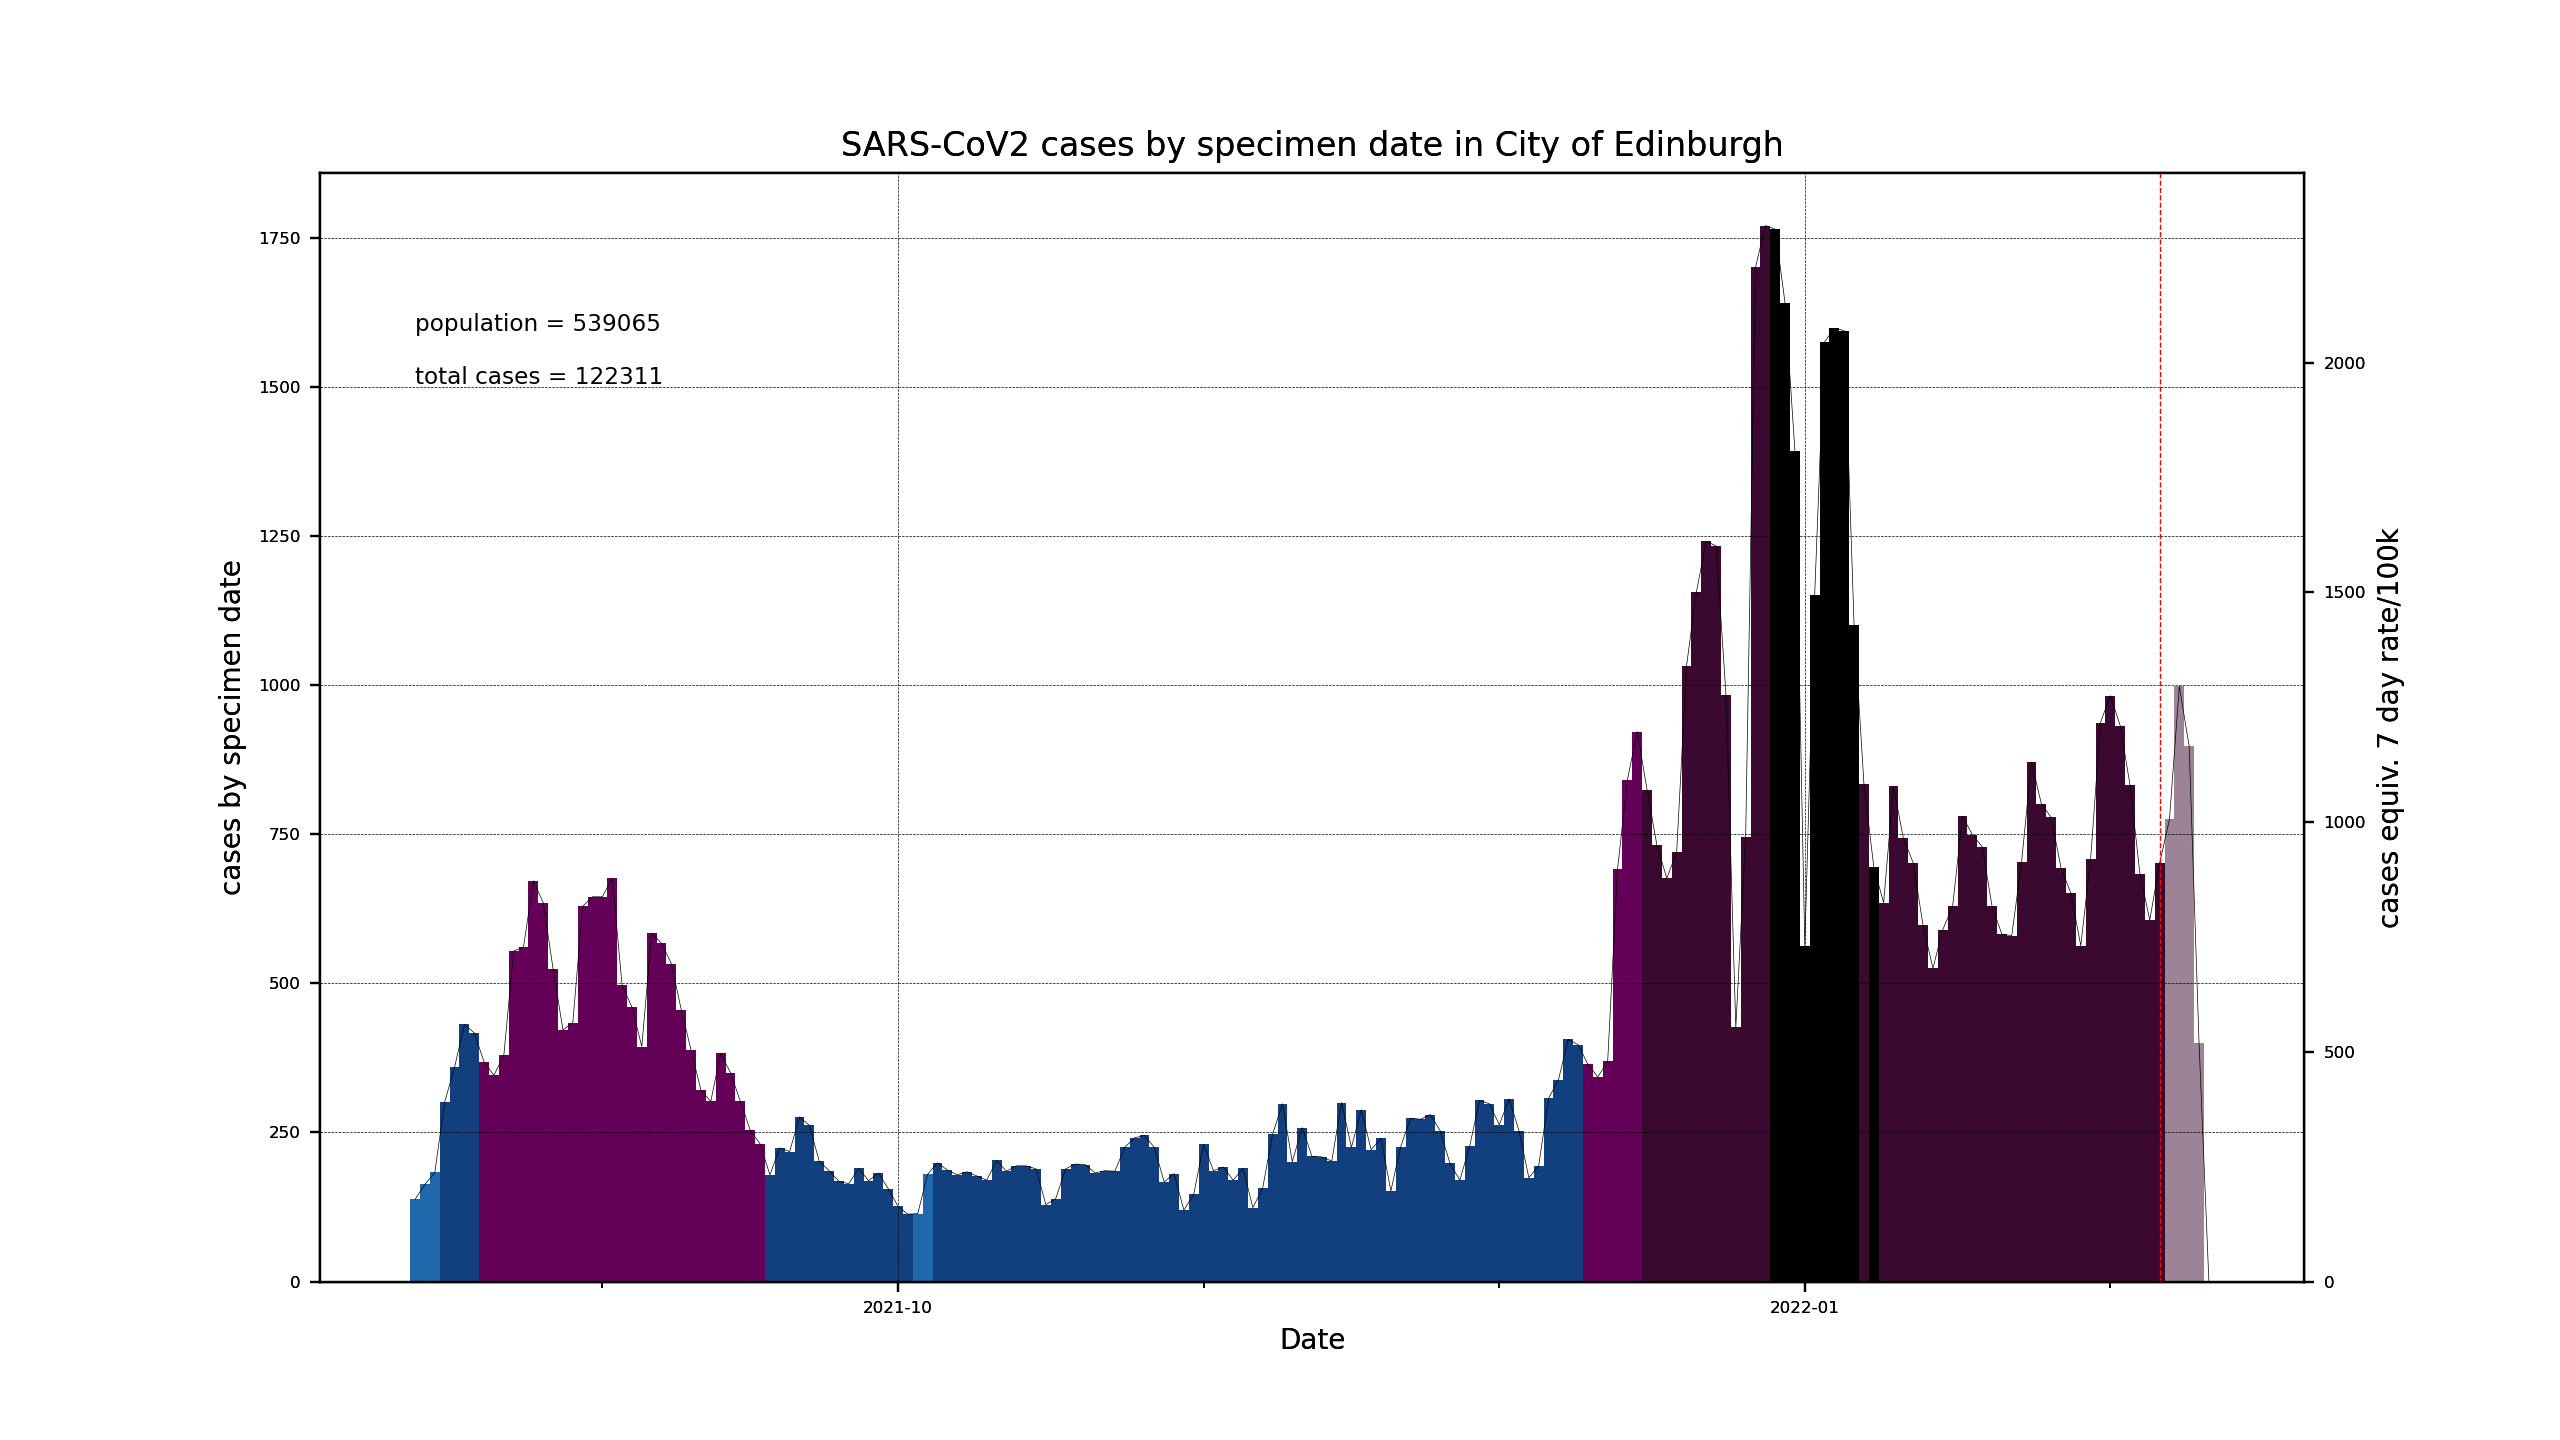 SARS-CoV2 cases by specimen date in City of Edinburgh
population = 539065
total cases = 122311
cases by specimen date
1750
1500
1250
1000
750
500
250
0
2000
1500
1000
500
0
cases equiv. 7 day rate/100k
2021-10
2022-01
Date